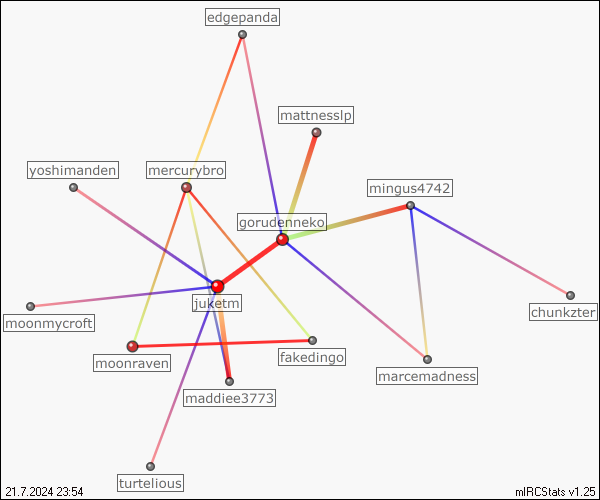 edgepanda
mattnesslp
yoshimanden
mercurybro
mingus4742
gorudenneko
juketm
moonmycroft
chunkzter
moonraven
fakedingo
marcemadness
maddiee3773
turtelious
21.7.2024 23:54
mIRCStats v1.25